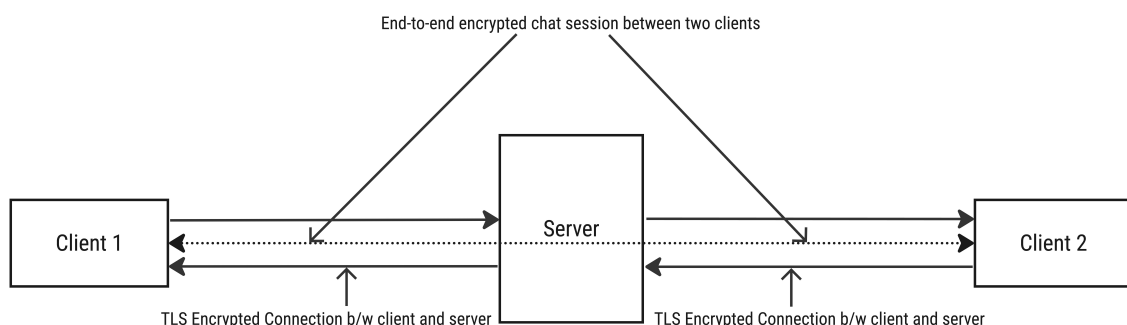 End-to-end encrypted chat session between two clients
Client 1
Server
Client 2
TLS Encrypted Connection b/w client and server
TLS Encrypted Connection b/w client and server